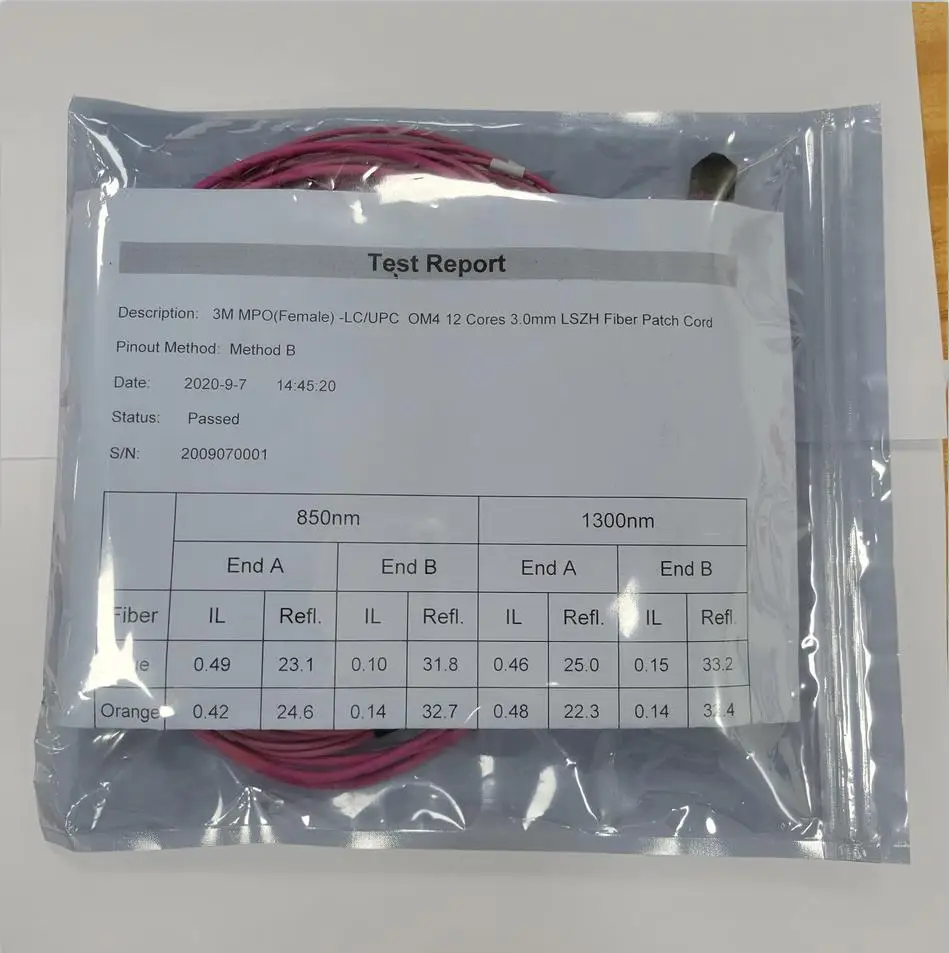 Test Report
Description: 3M MPO(Female) -LC/UPC OM4 12 Cores 3.0mm LSZH Fiber Patch Cord
Pinout Method: Method B
Date: 2020-9-7 14:45:20
Status: Passed
S/N: 2009070001
850nm 1300nm
End A End B End A End B
Fiber IL Refl. IL Refl. IL Refl. IL Refl.
0.49 23.1 0.10 31.8 0.46 25.0 0.15 33.2
Orange 0.42 24.6 0.14 32.7 0.48 22.3 0.14 32.4